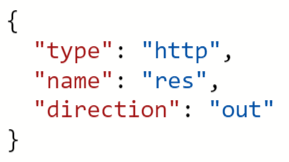 {
  "type": "http",
  "name": "res",
  "direction": "out"
}